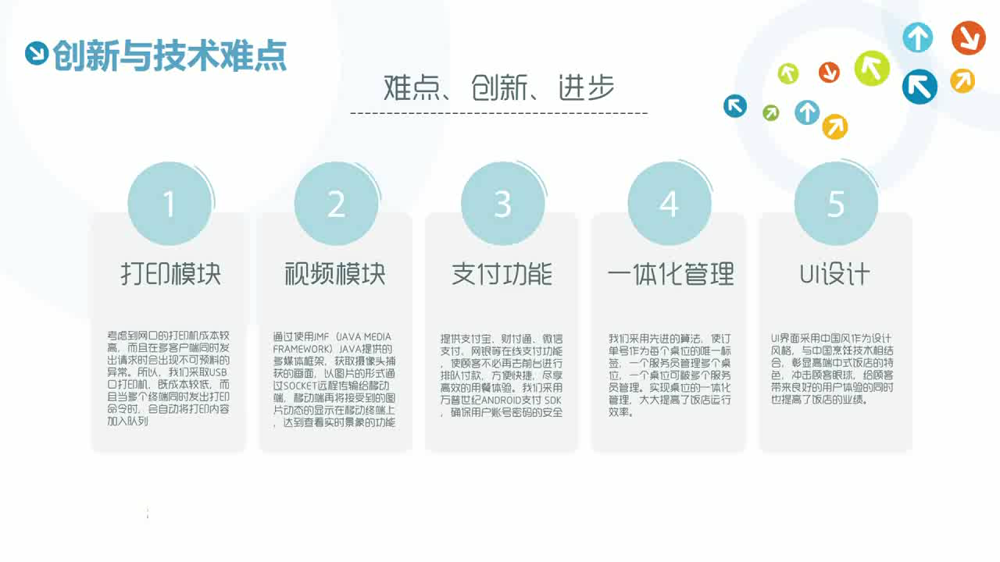 创新与技术难点
难点、创新、进步
1
打印模块
考虑到网口的打印机成本较
高，而且在多客户端同时发
出请求时会出现不可预料的
异常。所以，我们采取USB
口打印机，既成本较低，而
且当多个终端同时发出打印
命令时，会自动将打印内容
加入队列
2
视频模块
通过使用JMF（JAVA MEDIA
FRAMEWORK）JAVA提供的
多媒体框架，获取摄像头捕
获的画面，以图片的形式通
过SOCKET远程传输给移动
端，移动端再将接受到的图
片动态的显示在移动终端上
，达到查看实时景象的功能
3
支付功能
提供支付宝、财付通、微信
支付、网银等在线支付功能
，使顾客不必再去前台进行
排队付款，方便快捷，尽享
高效的用餐体验。我们采用
万普世纪ANDROID支付 SDK
，确保用户账号密码的安全
4
一体化管理
我们采用先进的算法，使订
单号作为每个桌位的唯一标
签，一个服务员管理多个桌
位，一个桌位可被多个服务
员管理。实现桌位的一体化
管理，大大提高了饭店运行
效率。
5
UI设计
UI界面采用中国风作为设计
风格，与中国烹饪技术相结
合，彰显高端中式饭店的特
色，冲击顾客眼球，给顾客
带来良好的用户体验的同时
也提高了饭店的业绩。